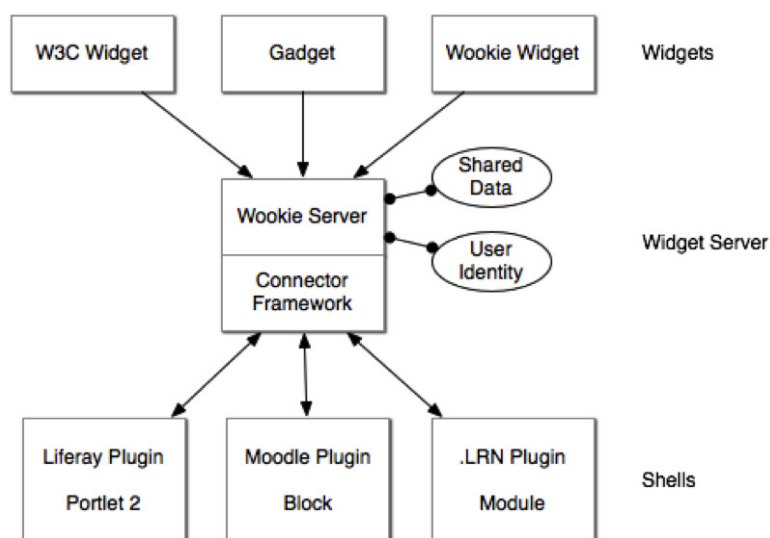 W3C Widget
Gadget
Wookie Widget
Widgets
Shared
Data
Wookie Server
User
Identity
Widget Server
Connector
Framework
Liferay Plugin
Portlet 2
Moodle Plugin
Block
.LRN Plugin
Module
Shells